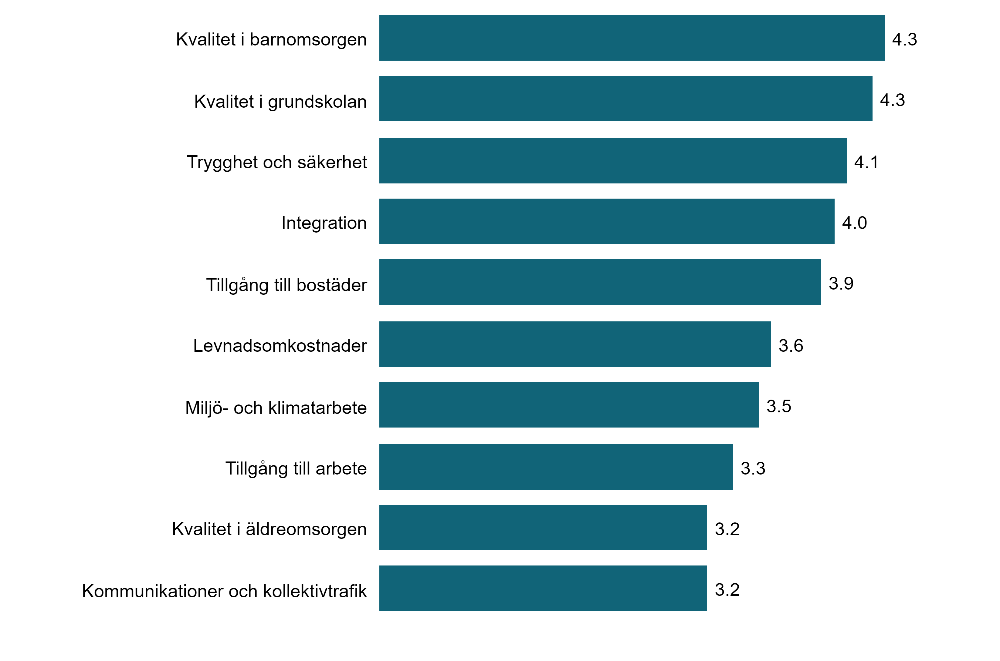 Kvalitet i barnomsorgen 4.3
Kvalitet i grundskolan 4.3
Trygghet och säkerhet 4.1
Integration 4.0
Tillgång till bostäder 3.9
Levnadsomkostnader 3.6
Miljö- och klimatarbete 3.5
Tillgång till arbete 3.3
Kvalitet i äldreomsorgen 3.2
Kommunikationer och kollektivtrafik 3.2